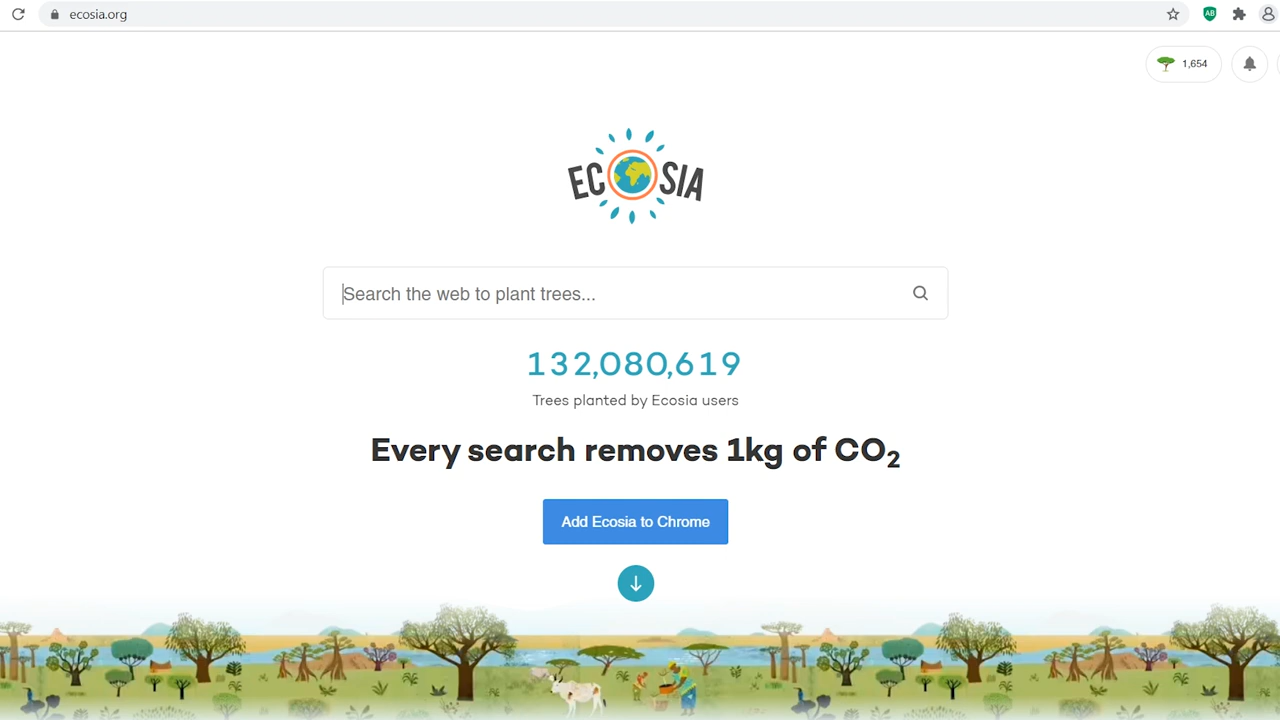 ecosia.org
AB
1,654
ECOSIA
Search the web to plant trees...
132,080,619
Trees planted by Ecosia users
Every search removes 1kg of CO₂
Add Ecosia to Chrome